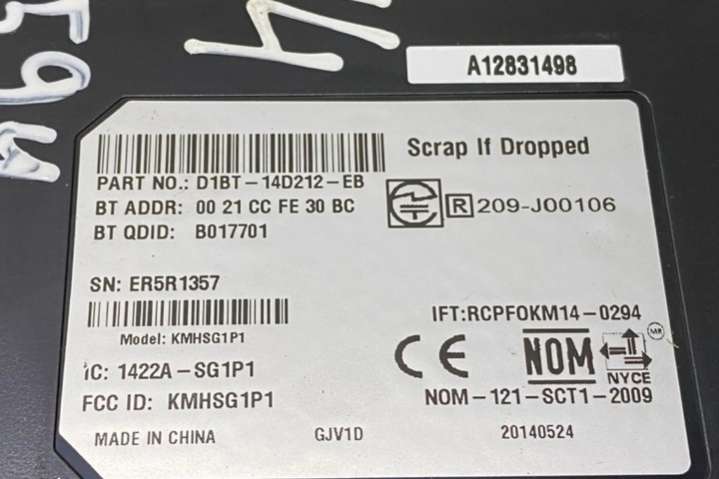 A12831498
Scrap If Dropped
PART NO.: D1BT-14D212-EB
BT ADDR: 00 21 CC FE 30 BC
R 209-J00106
BT QDID: B017701
SN: ER5R1357
IFT:RCPFOKM14-0294
Model: KMHSG1P1
CE NOM NYCE MR
IC: 1422A-SG1P1
NOM-121-SCT1-2009
FCC ID: KMHSG1P1
MADE IN CHINA GJV1D 20140524